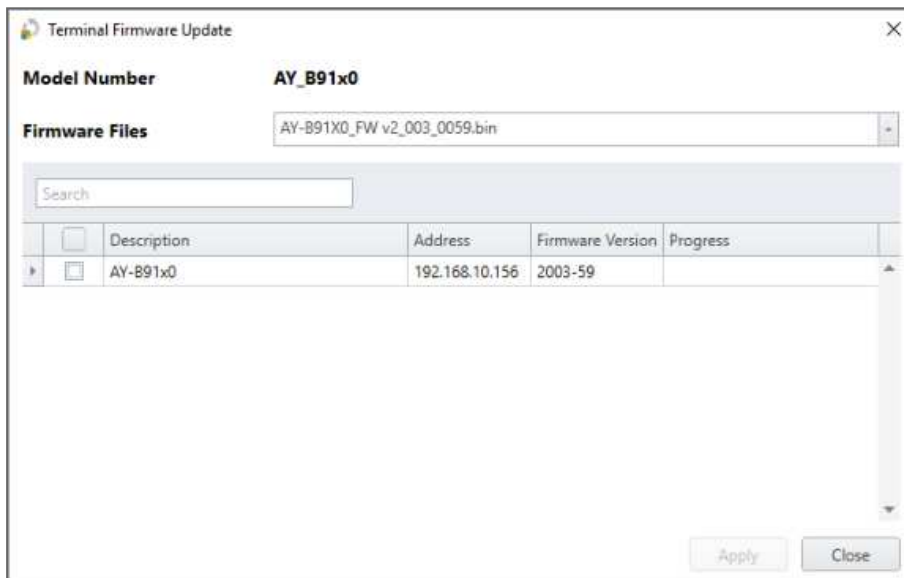 Terminal Firmware Update
Model Number AY_B91x0
Firmware Files AY-B91X0_FW v2_003_0059.bin
Search
Description Address Firmware Version Progress
AY-B91x0 192.168.10.156 2003-59
Apply Close